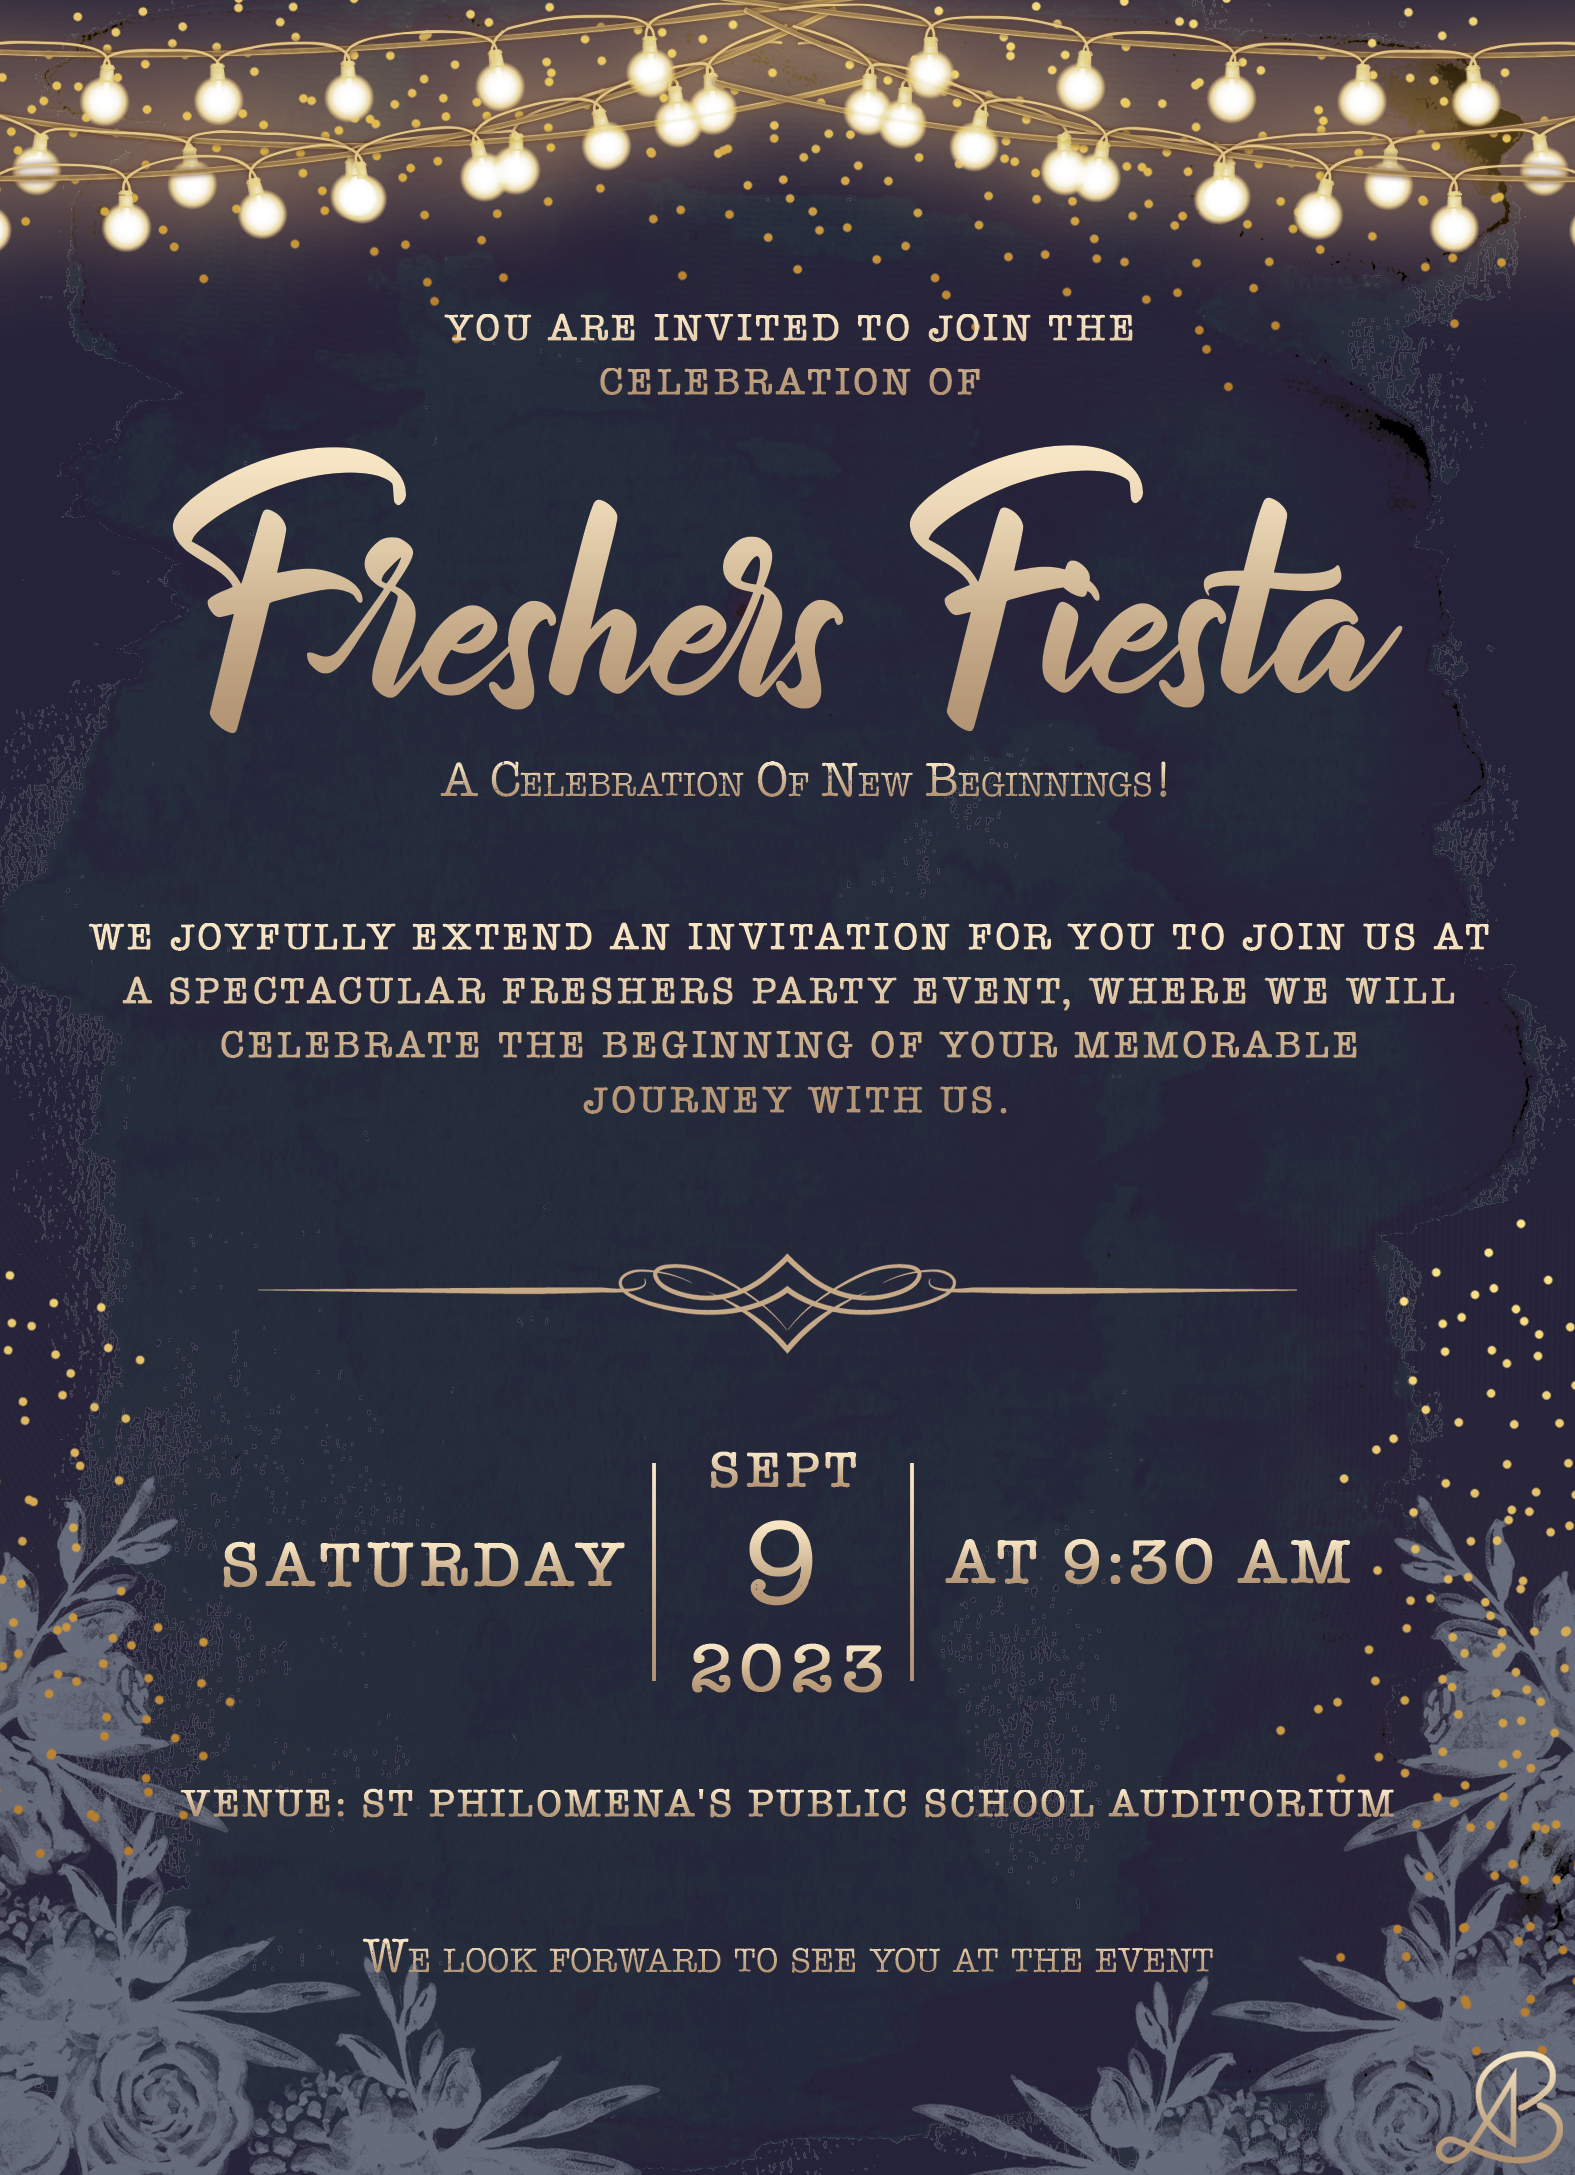 YOU ARE INVITED TO JOIN THE
CELEBRATION OF
Freshers Fiesta
A Celebration Of New Beginnings!
WE JOYFULLY EXTEND AN INVITATION FOR YOU TO JOIN US AT
A SPECTACULAR FRESHERS PARTY EVENT, WHERE WE WILL
CELEBRATE THE BEGINNING OF YOUR MEMORABLE
JOURNEY WITH US.
SATURDAY
SEPT
9
2023
AT 9:30 AM
VENUE: ST PHILOMENA'S PUBLIC SCHOOL AUDITORIUM
We look forward to see you at the event
AB